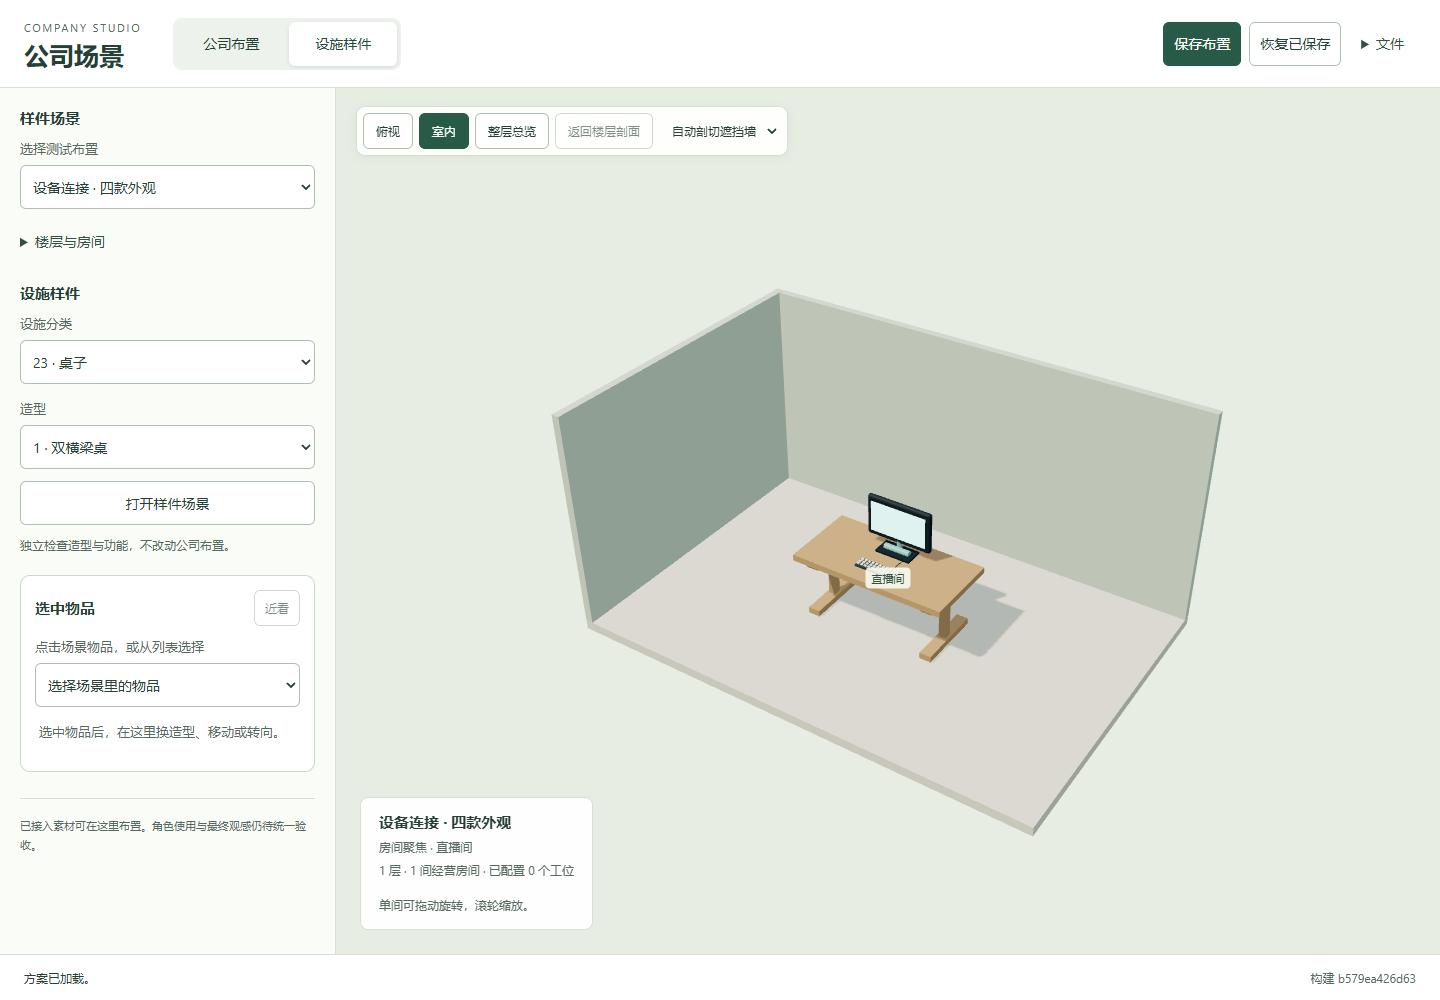 COMPANY STUDIO
公司场景
公司布置
设施样件
保存布置
恢复已保存
文件
样件场景
选择测试布置
设备连接 · 四款外观
楼层与房间
设施样件
设施分类
23 · 桌子
造型
1 · 双横梁桌
打开样件场景
独立检查造型与功能，不改动公司布置。
选中物品
近看
点击场景物品，或从列表选择
选择场景里的物品
选中物品后，在这里换造型、移动或转向。
已接入素材可在这里布置。角色使用与最终观感仍待统一验
收。
俯视
室内
整层总览
返回楼层剖面
自动剖切遮挡墙
直播间
设备连接 · 四款外观
房间聚焦 · 直播间
1 层 · 1 间经营房间 · 已配置 0 个工位
单间可拖动旋转，滚轮缩放。
方案已加载。
构建 b579ea426d63